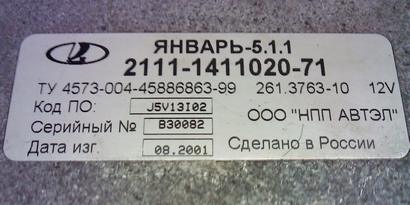 ЯНВАРЬ-5.1.1
2111-1411020-71
ТУ 4573-004-45886863-99 261.3763-10 12V
Код ПО: J5V13I02
Серийный № B30082 ООО "НПП АВТЭЛ"
Дата изг. 08.2001 Сделано в России